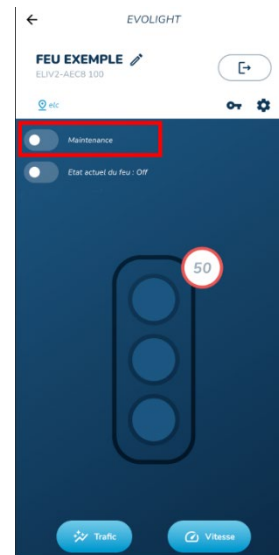 EVOLIGHT
FEU EXEMPLE
ELIV2-AEC8 100
elc
Maintenance
Etat actuel du feu : Off
50
Trafic
Vitesse